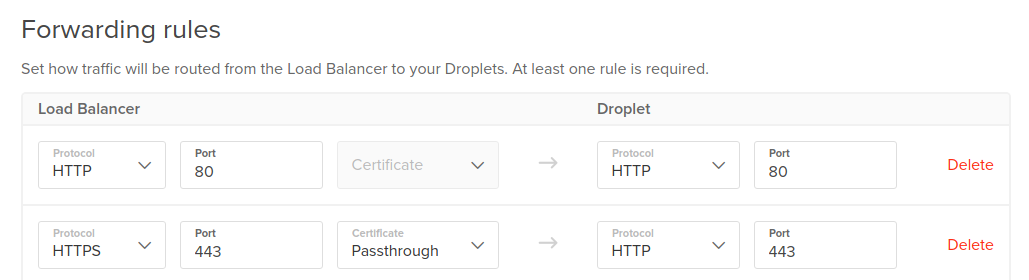 Forwarding rules
Set how traffic will be routed from the Load Balancer to your Droplets. At least one rule is required.
Load Balancer Droplet
Protocol Port Protocol Port
HTTP 80 Certificate HTTP 80 Delete
Protocol Port Certificate Protocol Port
HTTPS 443 Passthrough HTTP 443 Delete